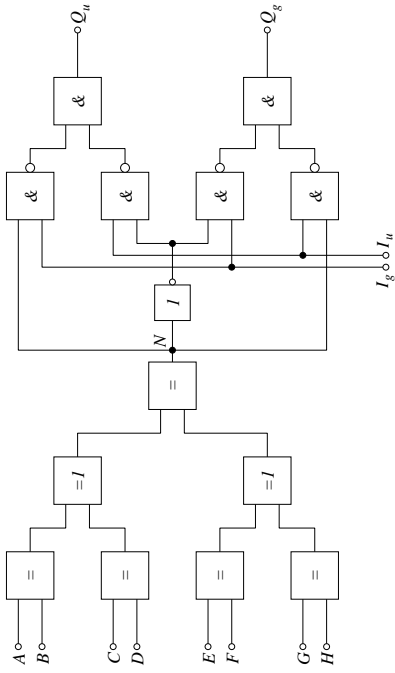 A
B
C
D
E
F
G
H
=
=
=
=
=1
=1
=
N
1
I_g
I_u
&
&
&
&
&
&
Q_u
Q_g